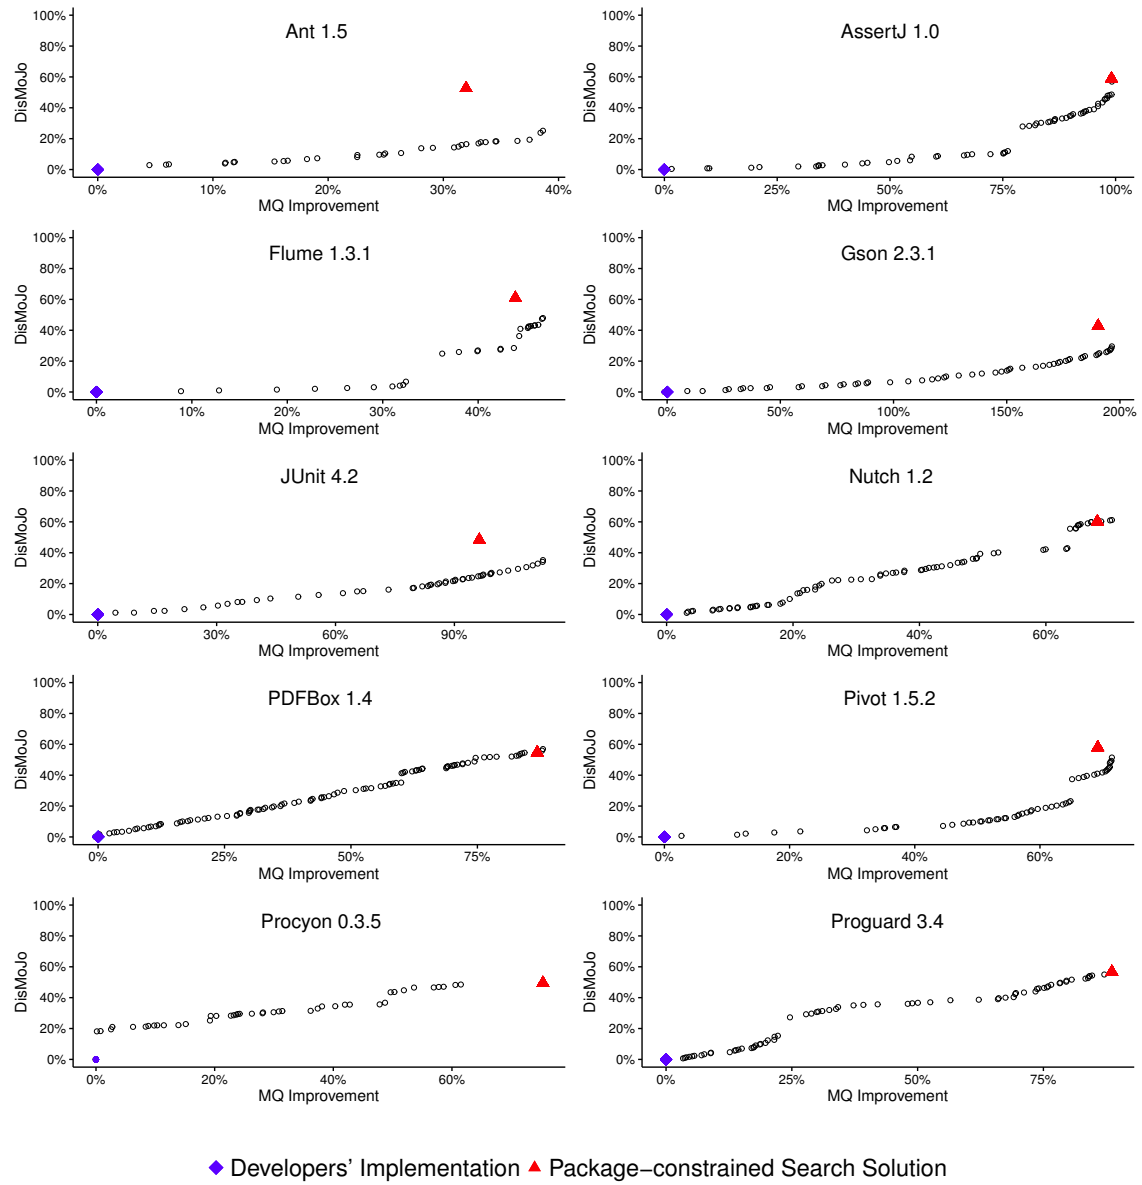 Ant 1.5
100%
80%
60%
40%
20%
0%
DisMoJo
0% 10% 20% 30% 40%
MQ Improvement
AssertJ 1.0
100%
80%
60%
40%
20%
0%
DisMoJo
0% 25% 50% 75% 100%
MQ Improvement
Flume 1.3.1
100%
80%
60%
40%
20%
0%
DisMoJo
0% 10% 20% 30% 40%
MQ Improvement
Gson 2.3.1
100%
80%
60%
40%
20%
0%
DisMoJo
0% 50% 100% 150% 200%
MQ Improvement
JUnit 4.2
100%
80%
60%
40%
20%
0%
DisMoJo
0% 30% 60% 90%
MQ Improvement
Nutch 1.2
100%
80%
60%
40%
20%
0%
DisMoJo
0% 20% 40% 60%
MQ Improvement
PDFBox 1.4
100%
80%
60%
40%
20%
0%
DisMoJo
0% 25% 50% 75%
MQ Improvement
Pivot 1.5.2
100%
80%
60%
40%
20%
0%
DisMoJo
0% 20% 40% 60%
MQ Improvement
Procyon 0.3.5
100%
80%
60%
40%
20%
0%
DisMoJo
0% 20% 40% 60%
MQ Improvement
Proguard 3.4
100%
80%
60%
40%
20%
0%
DisMoJo
0% 25% 50% 75%
MQ Improvement
Developers' Implementation Package−constrained Search Solution